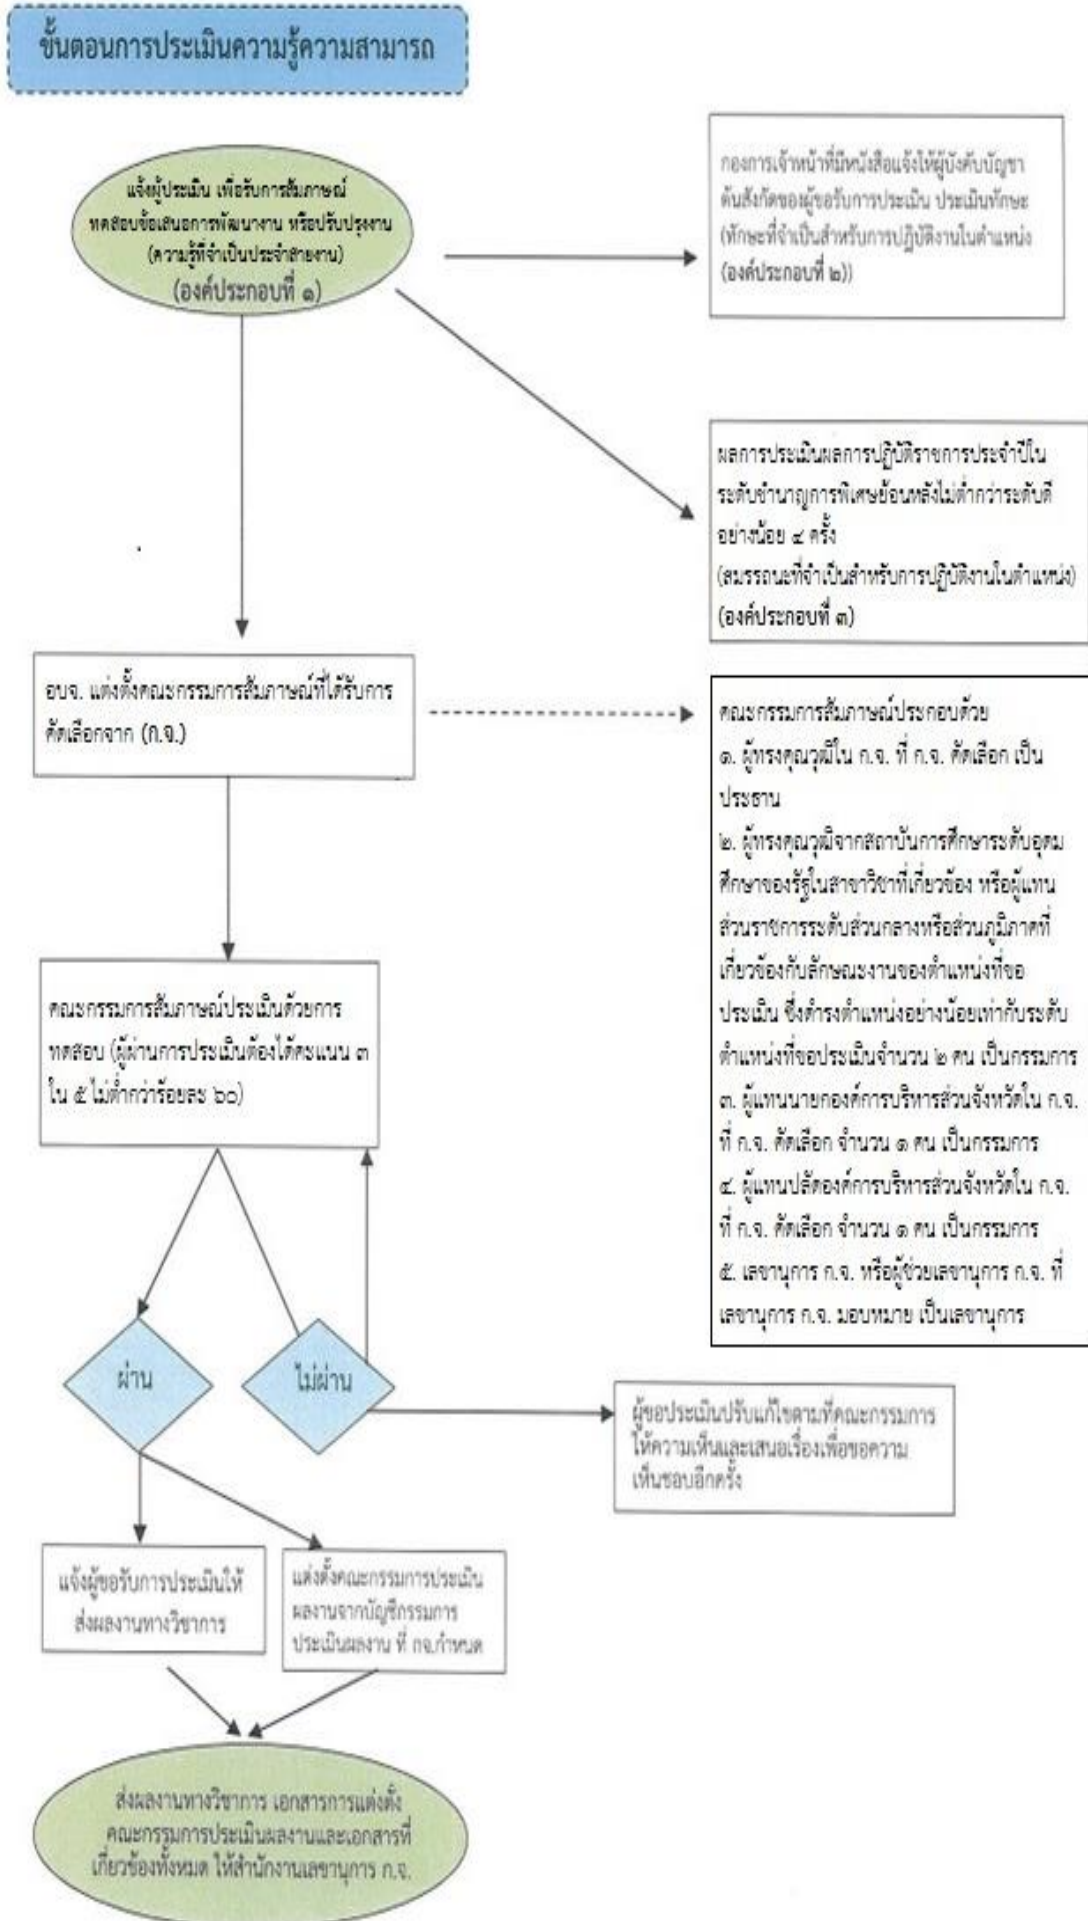 ขั้นตอนการประเมินความรู้ความสามารถ
แจ้งผู้ประเมิน เพื่อรับการสัมภาษณ์
ทดสอบข้อเสนอการพัฒนางาน หรือปรับปรุงงาน
(ความรู้ที่จำเป็นประจำสายงาน)
(องค์ประกอบที่ ๑)
กองการเจ้าหน้าที่มีหนังสือแจ้งให้ผู้บังคับบัญชา
ต้นสังกัดของผู้ขอรับการประเมิน ประเมินทักษะ
(ทักษะที่จำเป็นสำหรับการปฏิบัติงานในตำแหน่ง
(องค์ประกอบที่ ๒))
ผลการประเมินผลการปฏิบัติราชการประจำปีใน
ระดับชำนาญการพิเศษย้อนหลังไม่ต่ำกว่าระดับดี
อย่างน้อย ๔ ครั้ง
(สมรรถนะที่จำเป็นสำหรับการปฏิบัติงานในตำแหน่ง)
(องค์ประกอบที่ ๓)
อบจ. แต่งตั้งคณะกรรมการสัมภาษณ์ที่ได้รับการ
คัดเลือกจาก (ก.จ.)
คณะกรรมการสัมภาษณ์ประกอบด้วย
๑. ผู้ทรงคุณวุฒิใน ก.จ. ที่ ก.จ. คัดเลือก เป็น
ประธาน
๒. ผู้ทรงคุณวุฒิจากสถาบันการศึกษาระดับอุดม
ศึกษาของรัฐในสาขาวิชาที่เกี่ยวข้อง หรือผู้แทน
ส่วนราชการระดับส่วนกลางหรือส่วนภูมิภาคที่
เกี่ยวข้องกับลักษณะงานของตำแหน่งที่ขอ
ประเมิน ซึ่งดำรงตำแหน่งอย่างน้อยเท่ากับระดับ
ตำแหน่งที่ขอประเมินจำนวน ๒ คน เป็นกรรมการ
๓. ผู้แทนนายกองค์การบริหารส่วนจังหวัดใน ก.จ.
ที่ ก.จ. คัดเลือก จำนวน ๑ คน เป็นกรรมการ
๔. ผู้แทนปลัดองค์การบริหารส่วนจังหวัดใน ก.จ.
ที่ ก.จ. คัดเลือก จำนวน ๑ คน เป็นกรรมการ
๕. เลขานุการ ก.จ. หรือผู้ช่วยเลขานุการ ก.จ. ที่
เลขานุการ ก.จ. มอบหมาย เป็นเลขานุการ
คณะกรรมการสัมภาษณ์ประเมินด้วยการ
ทดสอบ (ผู้ผ่านการประเมินต้องได้คะแนน ๓
ใน ๕ ไม่ต่ำกว่าร้อยละ ๖๐)
ผ่าน
ไม่ผ่าน
ผู้ขอประเมินปรับแก้ไขตามที่คณะกรรมการ
ให้ความเห็นและเสนอเรื่องเพื่อขอความ
เห็นชอบอีกครั้ง
แจ้งผู้ขอรับการประเมินให้
ส่งผลงานทางวิชาการ
แต่งตั้งคณะกรรมการประเมิน
ผลงานจากบัญชีกรรมการ
ประเมินผลงาน ที่ กจ.กำหนด
ส่งผลงานทางวิชาการ เอกสารการแต่งตั้ง
คณะกรรมการประเมินผลงานและเอกสารที่
เกี่ยวข้องทั้งหมด ให้สำนักงานเลขานุการ ก.จ.